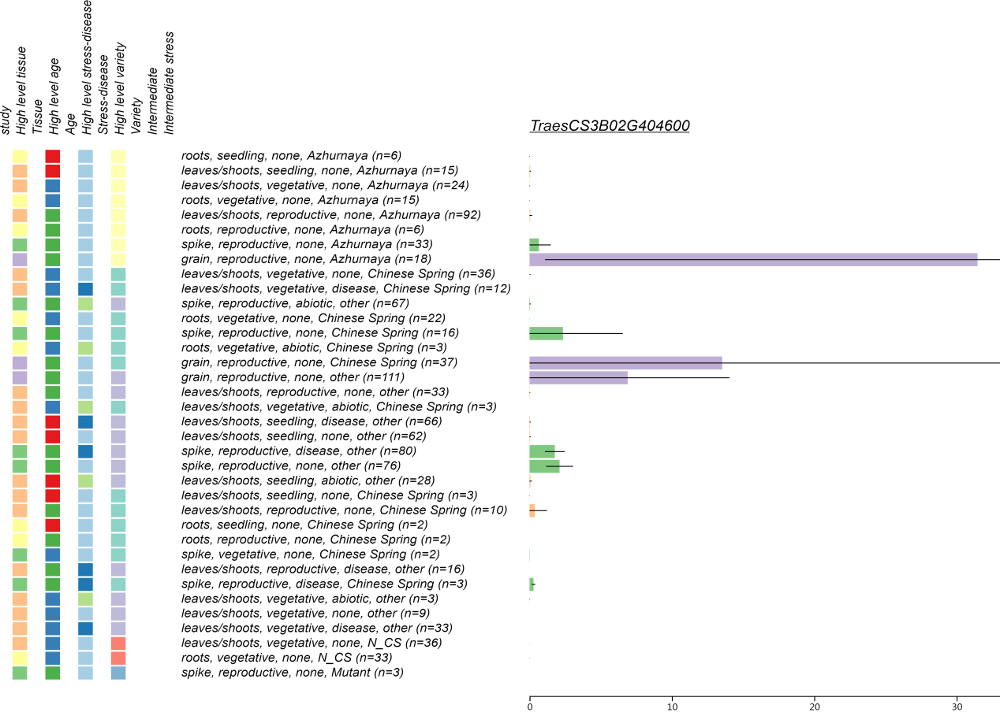 study
High level tissue
Tissue
High level age
Age
High level stress-disease
Stress-disease
High level variety
Variety
Intermediate
Intermediate stress
TraesCS3B02G404600
roots, seedling, none, Azhurnaya (n=6)
leaves/shoots, seedling, none, Azhurnaya (n=15)
leaves/shoots, vegetative, none, Azhurnaya (n=24)
roots, vegetative, none, Azhurnaya (n=15)
leaves/shoots, reproductive, none, Azhurnaya (n=92)
roots, reproductive, none, Azhurnaya (n=6)
spike, reproductive, none, Azhurnaya (n=33)
grain, reproductive, none, Azhurnaya (n=18)
leaves/shoots, vegetative, none, Chinese Spring (n=36)
leaves/shoots, vegetative, disease, Chinese Spring (n=12)
spike, reproductive, abiotic, other (n=67)
roots, vegetative, none, Chinese Spring (n=22)
spike, reproductive, none, Chinese Spring (n=16)
roots, vegetative, abiotic, Chinese Spring (n=3)
grain, reproductive, none, Chinese Spring (n=37)
grain, reproductive, none, other (n=111)
leaves/shoots, reproductive, none, other (n=33)
leaves/shoots, vegetative, abiotic, Chinese Spring (n=3)
leaves/shoots, seedling, disease, other (n=66)
leaves/shoots, seedling, none, other (n=62)
spike, reproductive, disease, other (n=80)
spike, reproductive, none, other (n=76)
leaves/shoots, seedling, abiotic, other (n=28)
leaves/shoots, seedling, none, Chinese Spring (n=3)
leaves/shoots, reproductive, none, Chinese Spring (n=10)
roots, seedling, none, Chinese Spring (n=2)
roots, reproductive, none, Chinese Spring (n=2)
spike, vegetative, none, Chinese Spring (n=2)
leaves/shoots, reproductive, disease, other (n=16)
spike, reproductive, disease, Chinese Spring (n=3)
leaves/shoots, vegetative, abiotic, other (n=3)
leaves/shoots, vegetative, none, other (n=9)
leaves/shoots, vegetative, disease, other (n=33)
leaves/shoots, vegetative, none, N_CS (n=36)
roots, vegetative, none, N_CS (n=33)
spike, reproductive, none, Mutant (n=3)
0 10 20 30